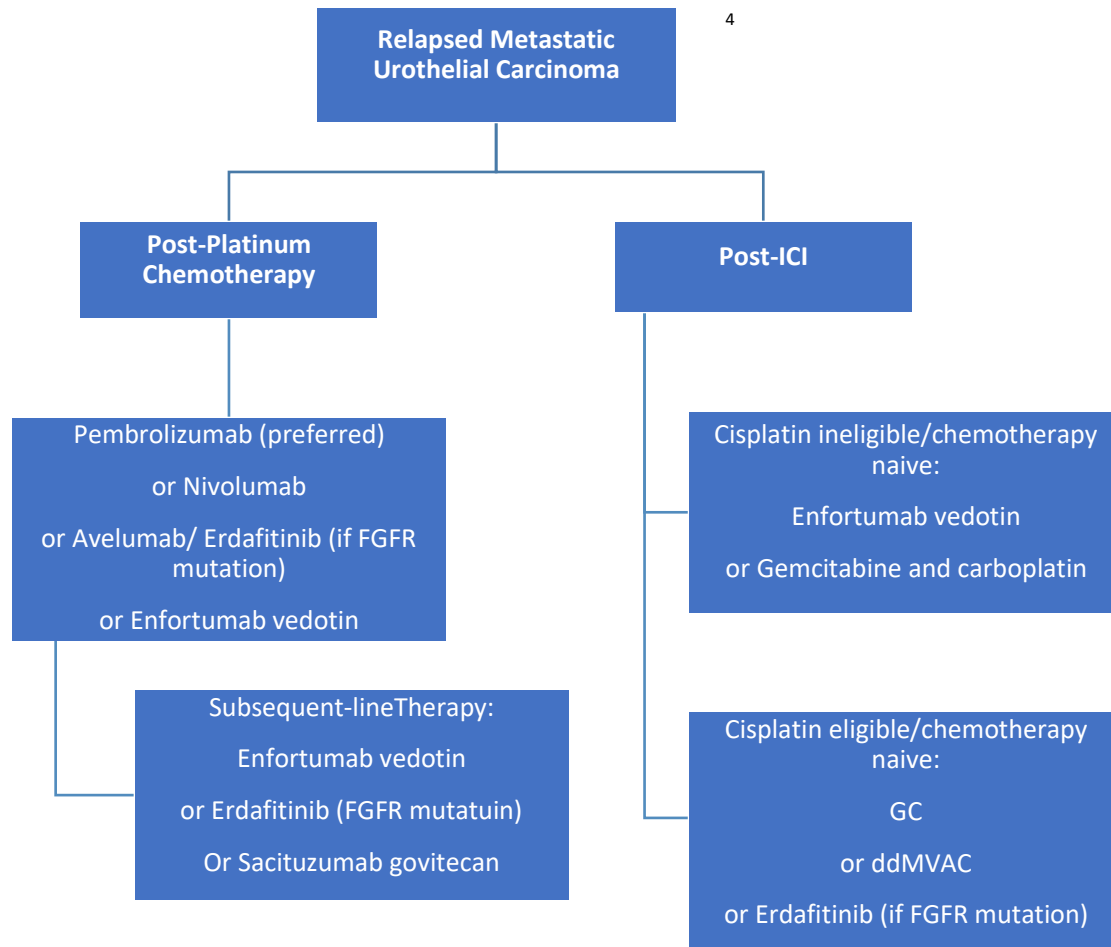 4
Relapsed Metastatic
Urothelial Carcinoma
Post-Platinum
Chemotherapy
Pembrolizumab (preferred)
or Nivolumab
or Avelumab/ Erdafitinib (if FGFR
mutation)
or Enfortumab vedotin
Subsequent-lineTherapy:
Enfortumab vedotin
or Erdafitinib (FGFR mutatuin)
Or Sacituzumab govitecan
Post-ICI
Cisplatin ineligible/chemotherapy
naive:
Enfortumab vedotin
or Gemcitabine and carboplatin
Cisplatin eligible/chemotherapy
naive:
GC
or ddMVAC
or Erdafitinib (if FGFR mutation)